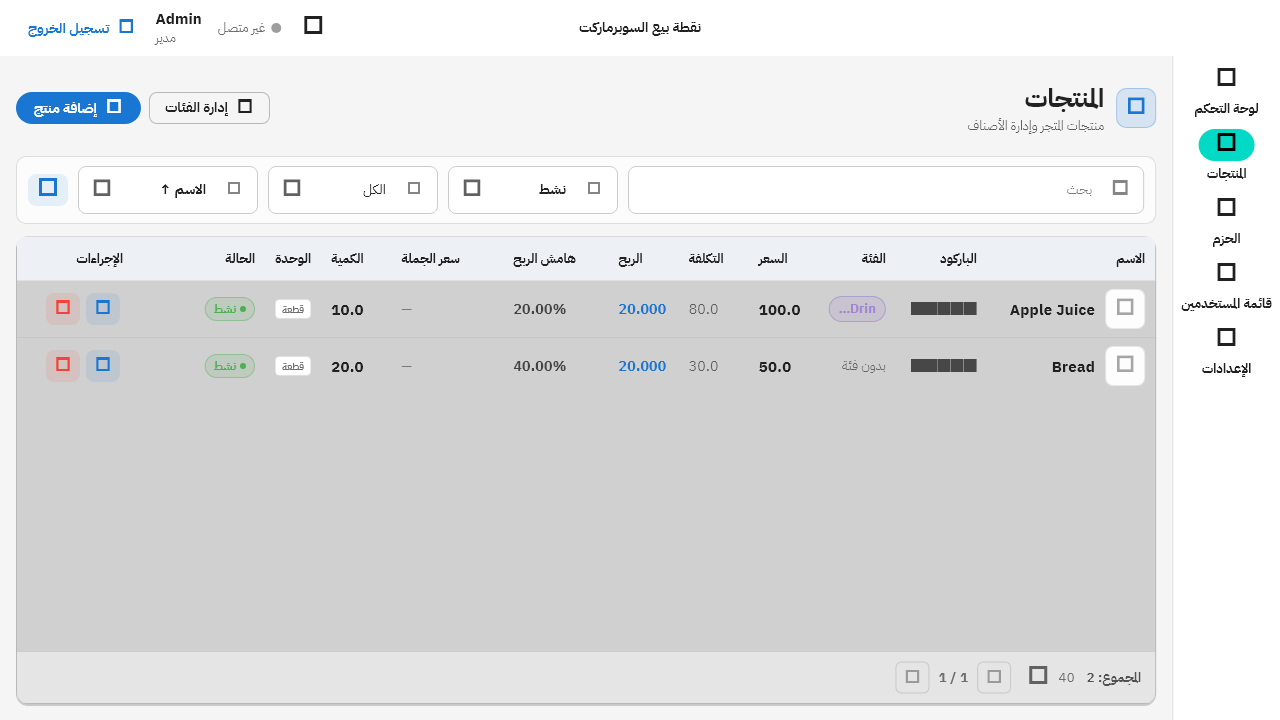 نقطة بيع السوبرماركت
غير متصل
Admin
مدير
تسجيل الخروج
لوحة التحكم
المنتجات
الحزم
قائمة المستخدمين
الإعدادات
المنتجات
منتجات المتجر وإدارة الأصناف
إدارة الفئات
إضافة منتج
بحث
نشط
الكل
الاسم ↑
الاسم الباركود الفئة السعر التكلفة الربح هامش الربح سعر الجملة الكمية الوحدة الحالة الإجراءات
Apple Juice Drin... 100.0 80.0 20.000 20.00% — 10.0 قطعة نشط
Bread بدون فئة 50.0 30.0 20.000 40.00% — 20.0 قطعة نشط
المجموع: 2 40 1 / 1